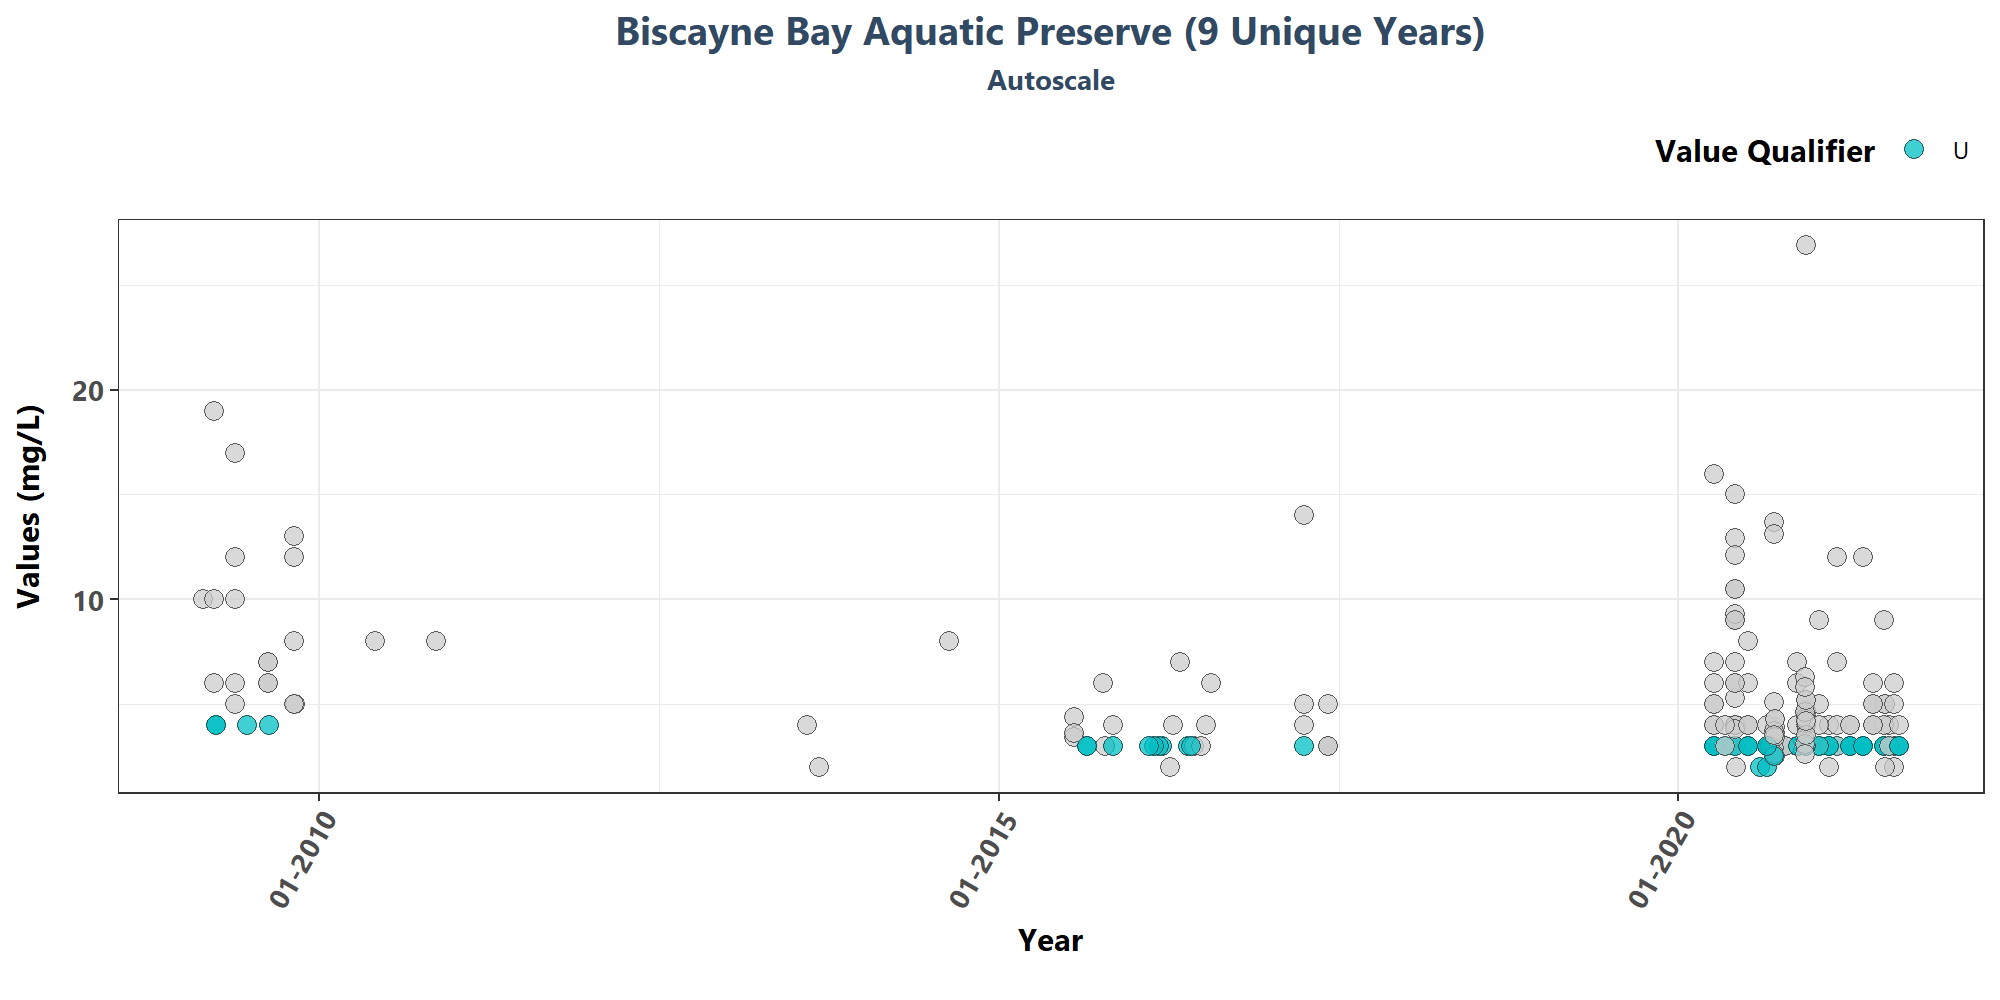 Biscayne Bay Aquatic Preserve (9 Unique Years)
Autoscale
Value Qualifier U
Values (mg/L)
20
10
01-2010
01-2015
01-2020
Year